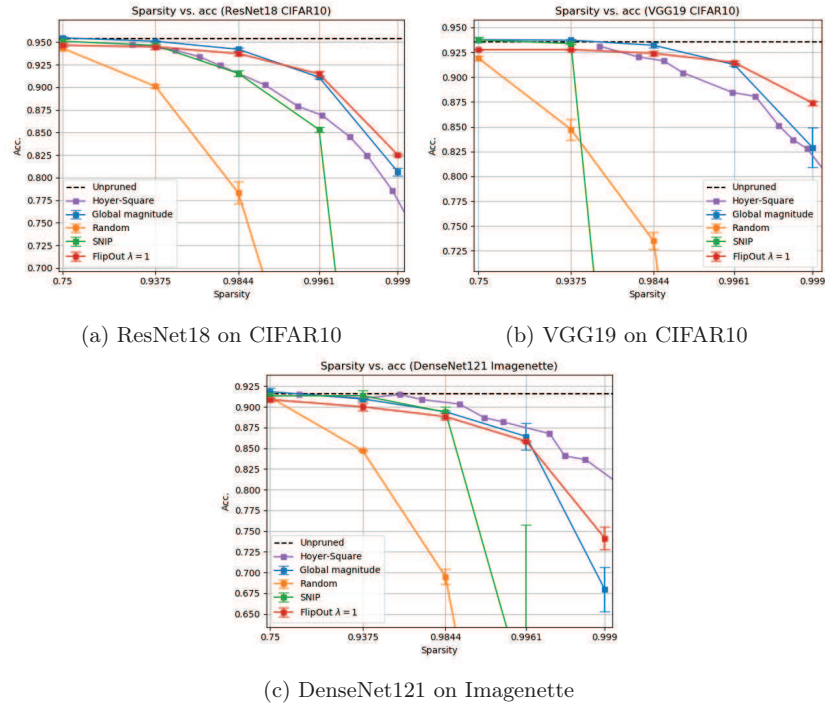 Sparsity vs. acc (ResNet18 CIFAR10)
0.950
0.925
0.900
0.875
0.850
0.825
0.800
0.775
0.750
0.725
0.700
Acc.
Unpruned
Hoyer-Square
Global magnitude
Random
SNIP
FlipOut λ = 1
0.75 0.9375 0.9844 0.9961 0.999
Sparsity
(a) ResNet18 on CIFAR10
Sparsity vs. acc (VGG19 CIFAR10)
0.950
0.925
0.900
0.875
0.850
0.825
0.800
0.775
0.750
0.725
Acc.
Unpruned
Hoyer-Square
Global magnitude
Random
SNIP
FlipOut λ = 1
0.75 0.9375 0.9844 0.9961 0.999
Sparsity
(b) VGG19 on CIFAR10
Sparsity vs. acc (DenseNet121 Imagenette)
0.925
0.900
0.875
0.850
0.825
0.800
0.775
0.750
0.725
0.700
0.675
0.650
Acc.
Unpruned
Hoyer-Square
Global magnitude
Random
SNIP
FlipOut λ = 1
0.75 0.9375 0.9844 0.9961 0.999
Sparsity
(c) DenseNet121 on Imagenette